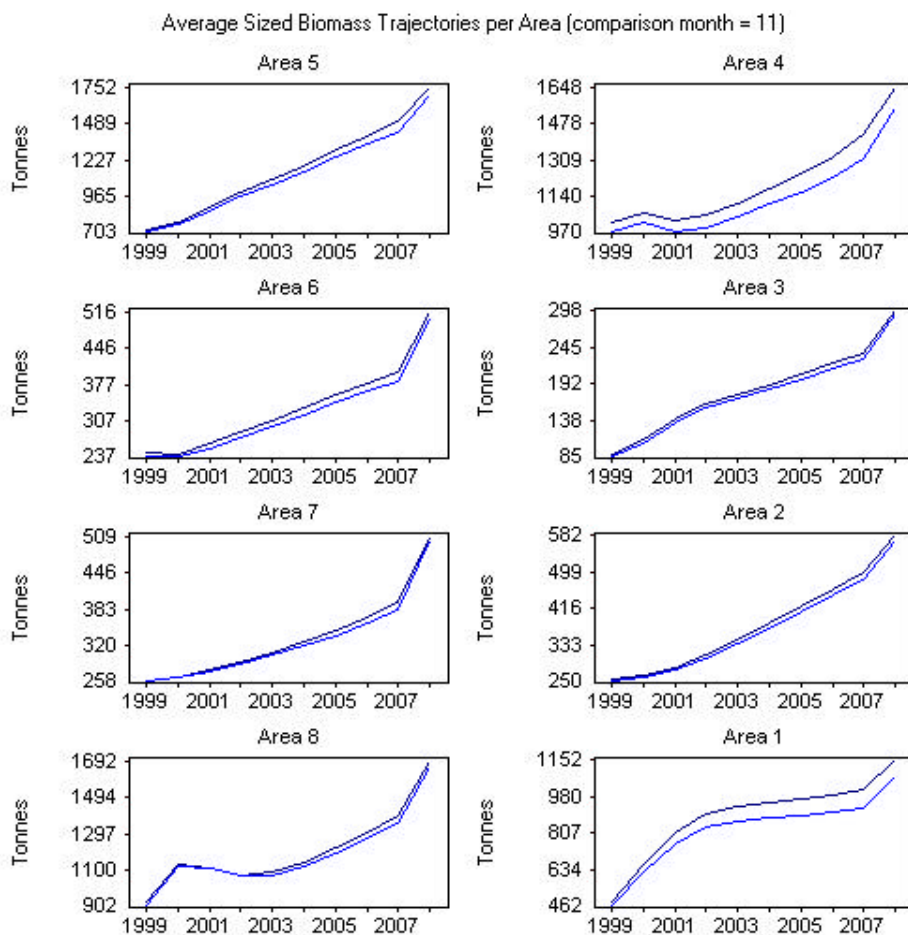 Average Sized Biomass Trajectories per Area (comparison month = 11)
Area 5
Tonnes
1752
1489
1227
965
703
1999 2001 2003 2005 2007
Area 4
Tonnes
1648
1478
1309
1140
970
1999 2001 2003 2005 2007
Area 6
Tonnes
516
446
377
307
237
1999 2001 2003 2005 2007
Area 3
Tonnes
298
245
192
138
85
1999 2001 2003 2005 2007
Area 7
Tonnes
509
446
383
320
258
1999 2001 2003 2005 2007
Area 2
Tonnes
582
499
416
333
250
1999 2001 2003 2005 2007
Area 8
Tonnes
1692
1494
1297
1100
902
1999 2001 2003 2005 2007
Area 1
Tonnes
1152
980
807
634
462
1999 2001 2003 2005 2007